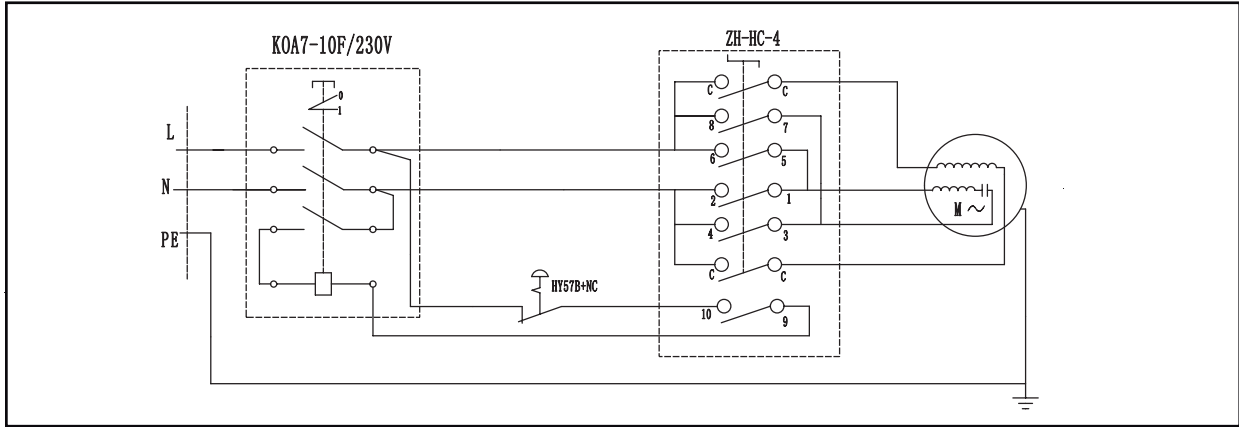 KOA7-10F/230V
ZH-HC-4
0
1
C C
8 7
L
6 5
N
2 1
M ~
4 3
PE
C C
HY57B+NC
10 9